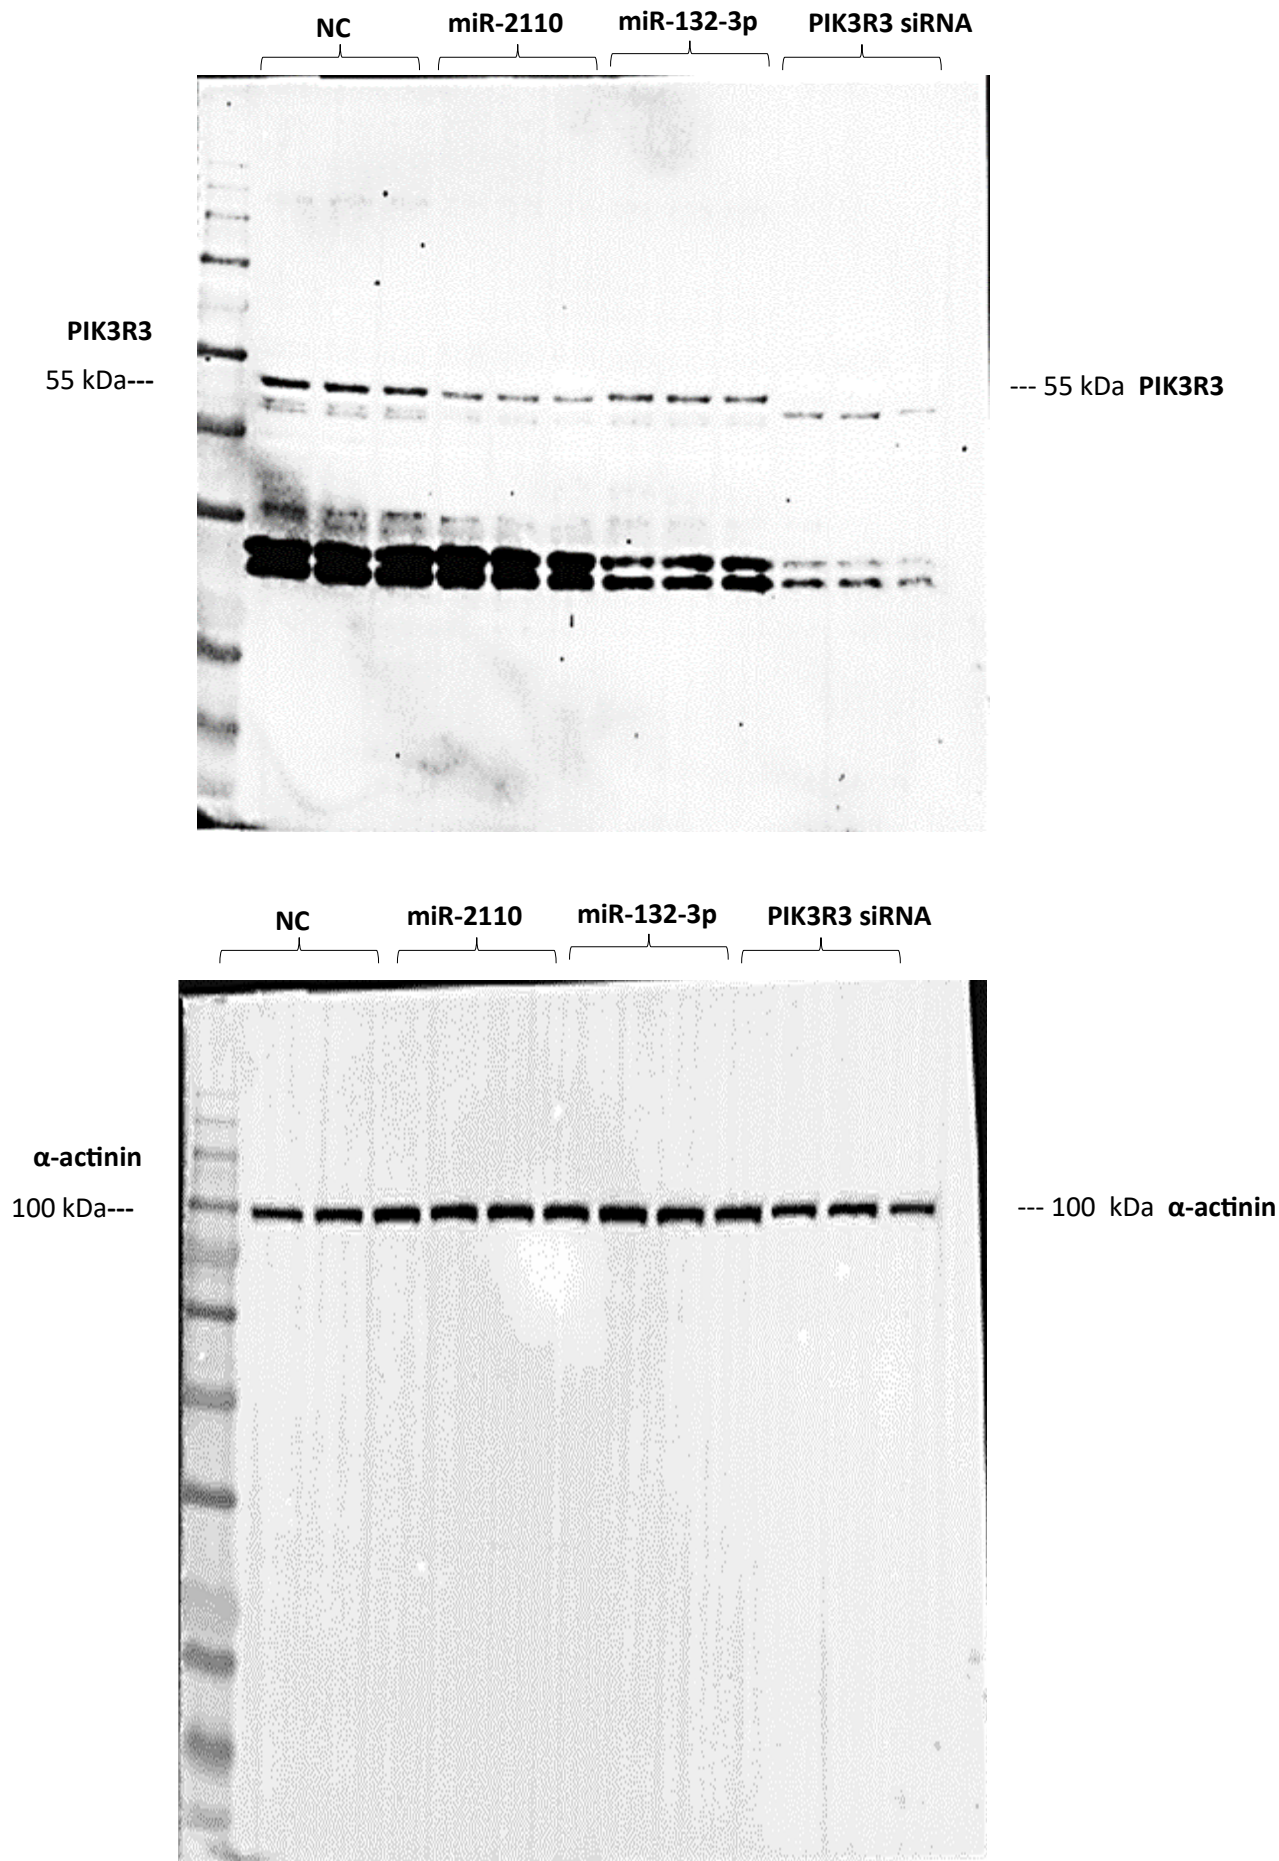 NC miR-2110 miR-132-3p PIK3R3 siRNA
PIK3R3
55 kDa---
--- 55 kDa PIK3R3
NC miR-2110 miR-132-3p PIK3R3 siRNA
α-actinin
100 kDa---
--- 100 kDa α-actinin